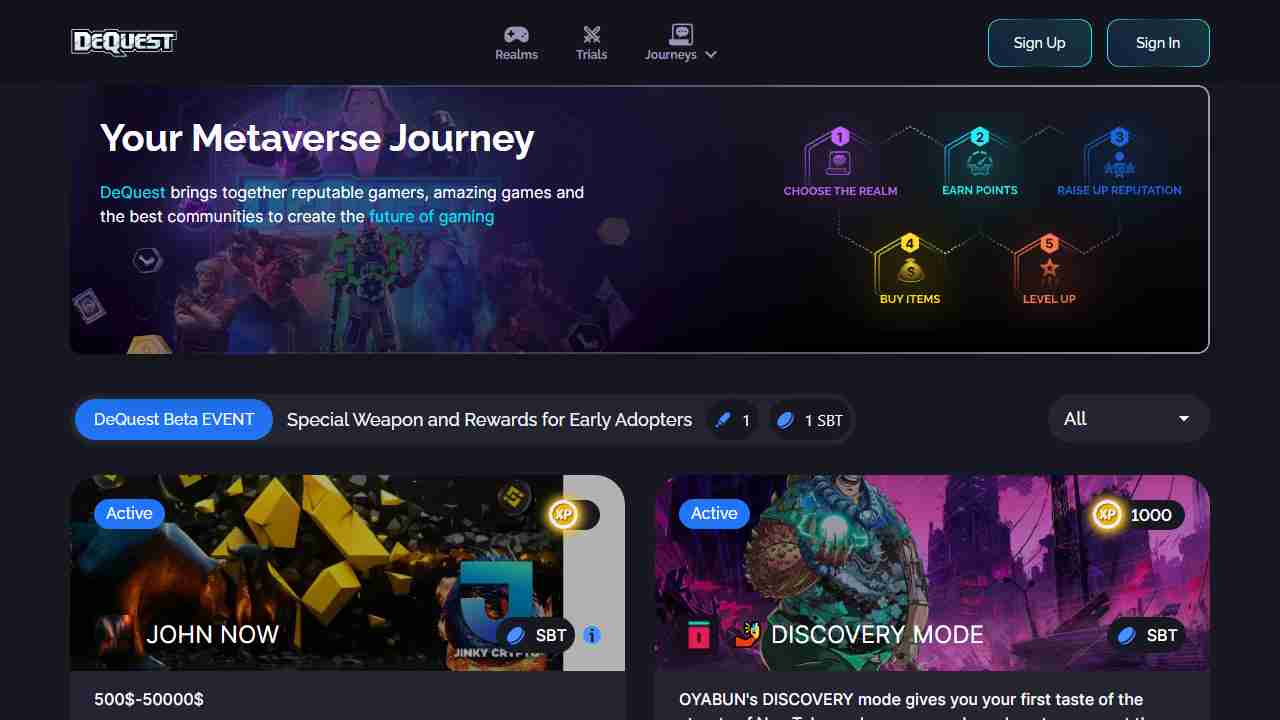 DEQUEST
Realms
Trials
Journeys
Sign Up
Sign In
Your Metaverse Journey
DeQuest brings together reputable gamers, amazing games and
the best communities to create the future of gaming
1
CHOOSE THE REALM
2
EARN POINTS
3
RAISE UP REPUTATION
4
BUY ITEMS
5
LEVEL UP
DeQuest Beta EVENT
Special Weapon and Rewards for Early Adopters
1
1 SBT
All
Active
XP
JINKY CRYPTO
JOHN NOW
SBT
500$-50000$
Active
XP 1000
DISCOVERY MODE
SBT
OYABUN's DISCOVERY mode gives you your first taste of the